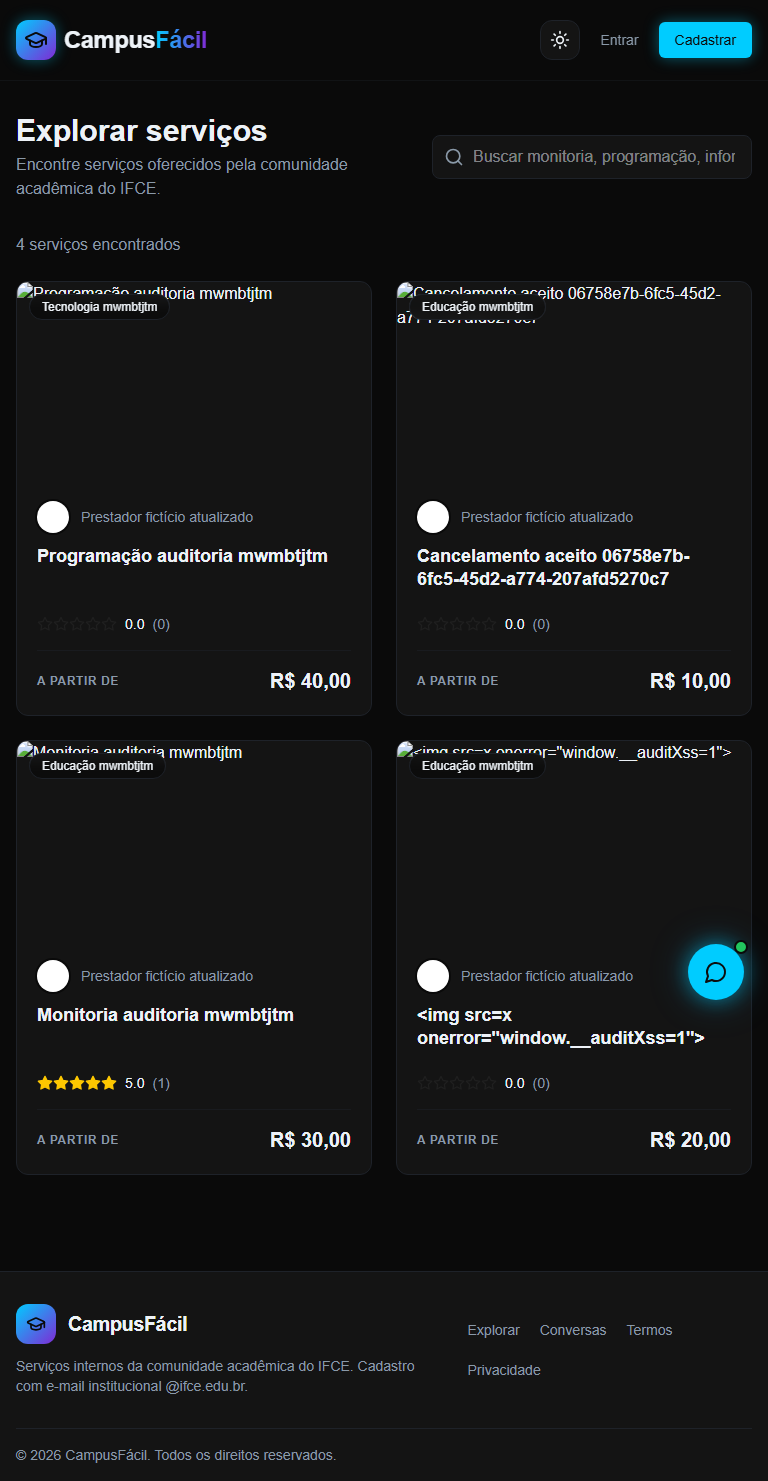 CampusFácil
Entrar
Cadastrar
Explorar serviços
Encontre serviços oferecidos pela comunidade
acadêmica do IFCE.
Buscar monitoria, programação, infor
4 serviços encontrados
Programação auditoria mwmbtjtm
Tecnologia mwmbtjtm
Prestador fictício atualizado
Programação auditoria mwmbtjtm
0.0 (0)
A PARTIR DE
R$ 40,00
Cancelamento aceito 06758e7b-6fc5-45d2-
Educação mwmbtjtm
Prestador fictício atualizado
Cancelamento aceito 06758e7b-
6fc5-45d2-a774-207afd5270c7
0.0 (0)
A PARTIR DE
R$ 10,00
Monitoria auditoria mwmbtjtm
Educação mwmbtjtm
Prestador fictício atualizado
Monitoria auditoria mwmbtjtm
5.0 (1)
A PARTIR DE
R$ 30,00
<img src=x onerror="window.__auditXss=1">
Educação mwmbtjtm
Prestador fictício atualizado
<img src=x
onerror="window.__auditXss=1">
0.0 (0)
A PARTIR DE
R$ 20,00
CampusFácil
Serviços internos da comunidade acadêmica do IFCE. Cadastro
com e-mail institucional @ifce.edu.br.
Explorar
Conversas
Termos
Privacidade
© 2026 CampusFácil. Todos os direitos reservados.